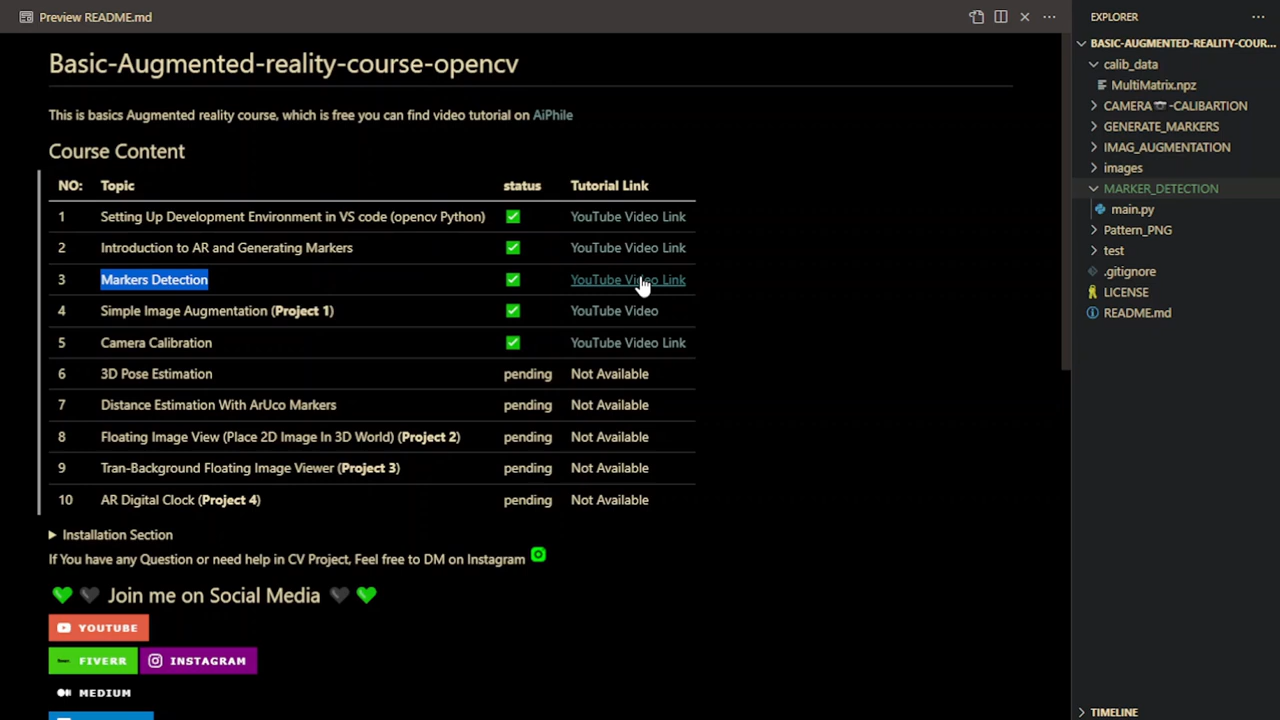 Preview README.md
Basic-Augmented-reality-course-opencv
This is basics Augmented reality course, which is free you can find video tutorial on AiPhile
Course Content
NO: Topic status Tutorial Link
1 Setting Up Development Environment in VS code (opencv Python) ✅ YouTube Video Link
2 Introduction to AR and Generating Markers ✅ YouTube Video Link
3 Markers Detection ✅ YouTube Video Link
4 Simple Image Augmentation (Project 1) ✅ YouTube Video
5 Camera Calibration ✅ YouTube Video Link
6 3D Pose Estimation pending Not Available
7 Distance Estimation With ArUco Markers pending Not Available
8 Floating Image View (Place 2D Image In 3D World) (Project 2) pending Not Available
9 Tran-Background Floating Image Viewer (Project 3) pending Not Available
10 AR Digital Clock (Project 4) pending Not Available
Installation Section
If You have any Question or need help in CV Project, Feel free to DM on Instagram
Join me on Social Media
YOUTUBE
FIVERR INSTAGRAM
MEDIUM
EXPLORER
BASIC-AUGMENTED-REALITY-COUR...
calib_data
MultiMatrix.npz
CAMERA📷-CALIBARTION
GENERATE_MARKERS
IMAG_AUGMENTATION
images
MARKER_DETECTION
main.py
Pattern_PNG
test
.gitignore
LICENSE
README.md
TIMELINE